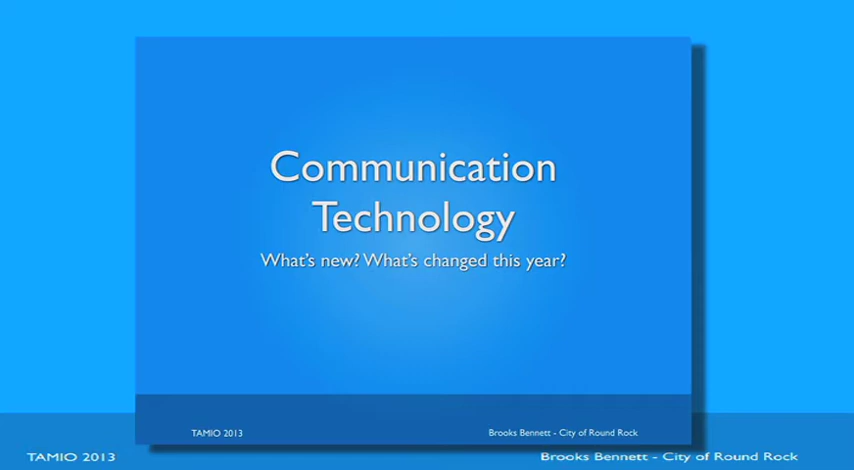 Communication
Technology
What's new? What's changed this year?
TAMIO 2013
Brooks Bennett - City of Round Rock
TAMIO 2013
Brooks Bennett - City of Round Rock